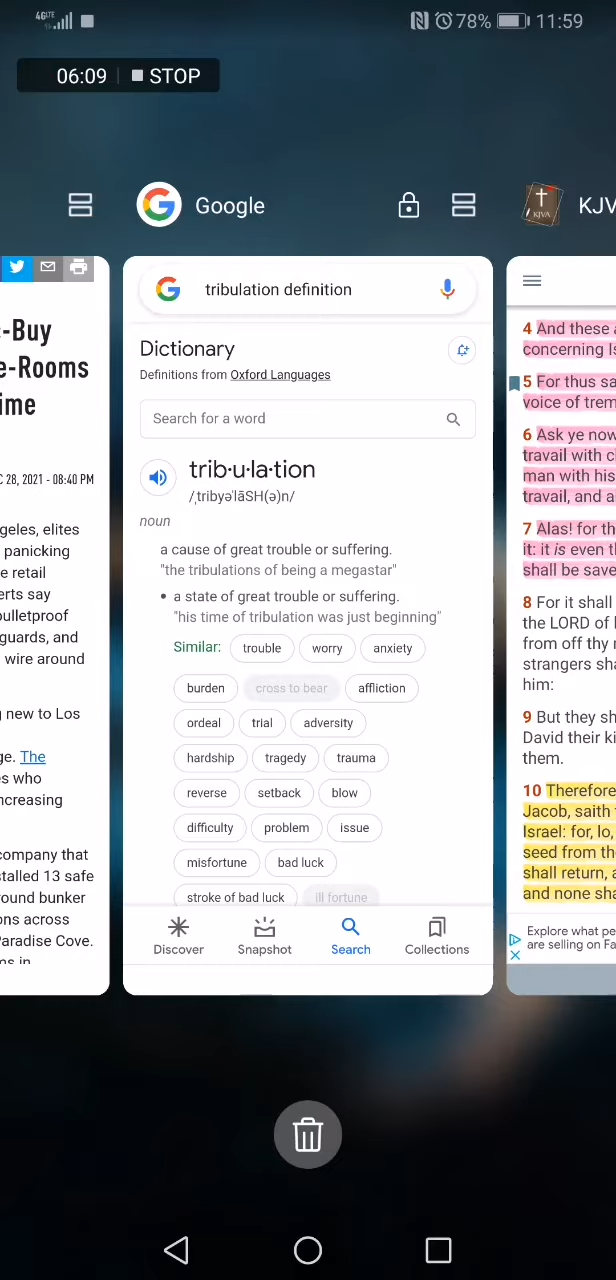 4G LTE 78% 11:59
06:09 STOP
Google
KJV
-Buy
e-Rooms
ime
C 28, 2021 - 08:40 PM
geles, elites
panicking
e retail
erts say
bulletproof
guards, and
wire around
g new to Los
ge. The
es who
ncreasing
company that
stalled 13 safe
round bunker
ons across
Paradise Cove.
ms in
tribulation definition
Dictionary
Definitions from Oxford Languages
Search for a word
trib·u·la·tion
/ˌtribyəˈlāSH(ə)n/
noun
a cause of great trouble or suffering.
"the tribulations of being a megastar"
• a state of great trouble or suffering.
"his time of tribulation was just beginning"
Similar: trouble worry anxiety
burden cross to bear affliction
ordeal trial adversity
hardship tragedy trauma
reverse setback blow
difficulty problem issue
misfortune bad luck
stroke of bad luck ill fortune
Discover Snapshot Search Collections
4 And these a
concerning Is
5 For thus sa
voice of trem
6 Ask ye now
travail with c
man with his
travail, and a
7 Alas! for th
it: it is even th
shall be save
8 For it shall
the LORD of
from off thy
strangers sha
him:
9 But they sh
David their ki
them.
10 Therefore
Jacob, saith
Israel: for, lo,
seed from the
shall return, a
and none sha
Explore what pe
are selling on Fa
KJVA